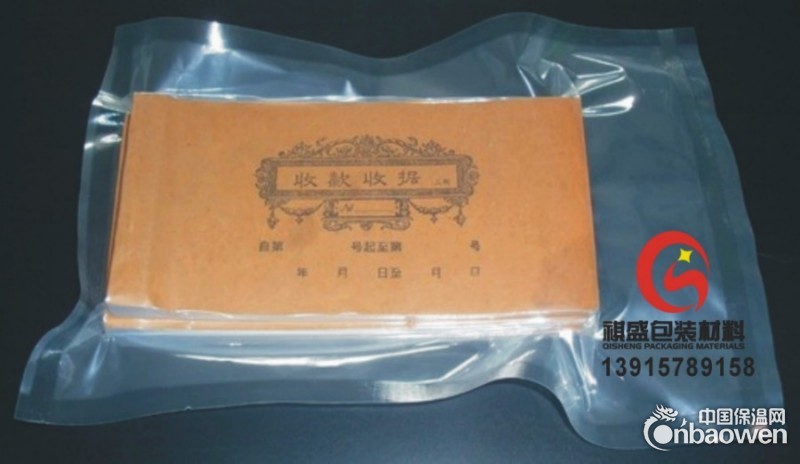 收款收据
自第 号起至第 号
年 月 日至 月 日
祺盛包装材料
QISHENG PACKAGING MATERIALS
13915789158
中国保温网
Cnbaowen